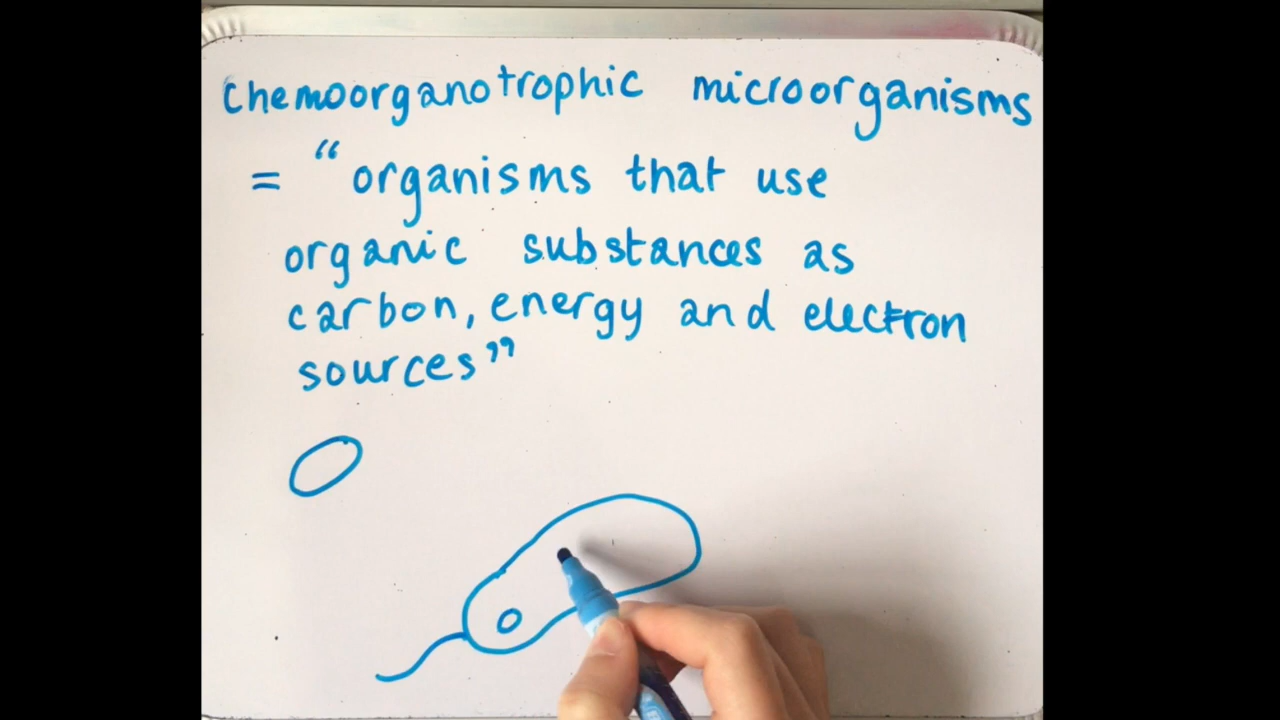 chemoorganotrophic microorganisms
= "organisms that use
organic substances as
carbon, energy and electron
sources"